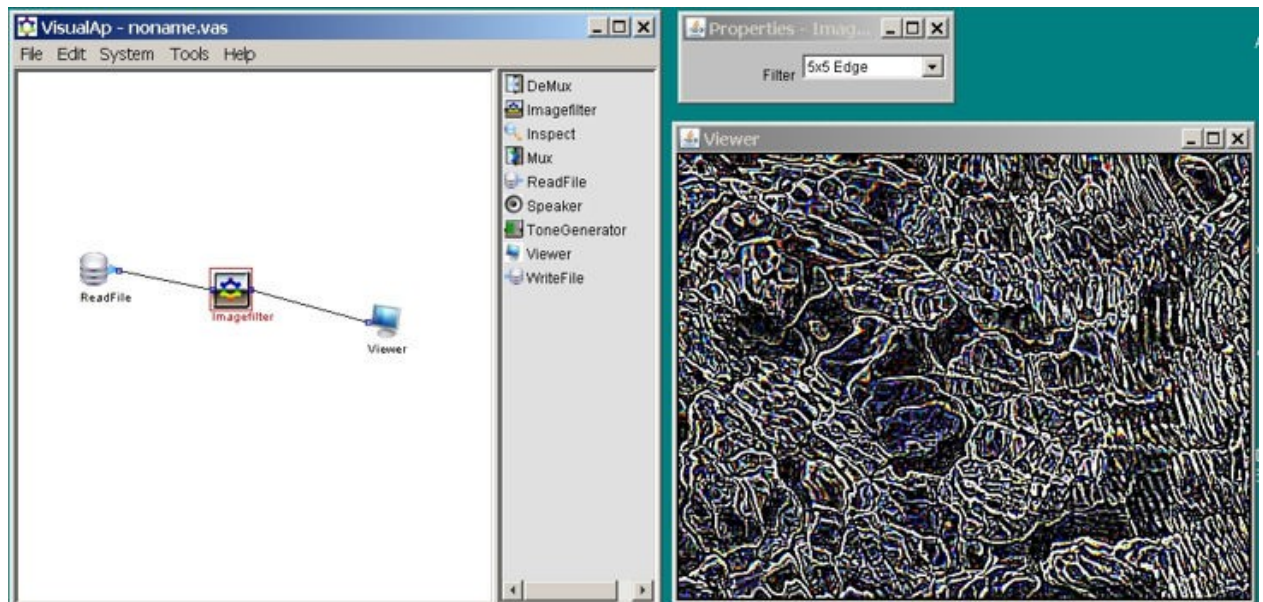 VisualAp - noname.vas
File Edit System Tools Help
ReadFile
Imagefilter
Viewer
DeMux
Imagefilter
Inspect
Mux
ReadFile
Speaker
ToneGenerator
Viewer
WriteFile
Properties - Imag...
Filter 5x5 Edge
Viewer